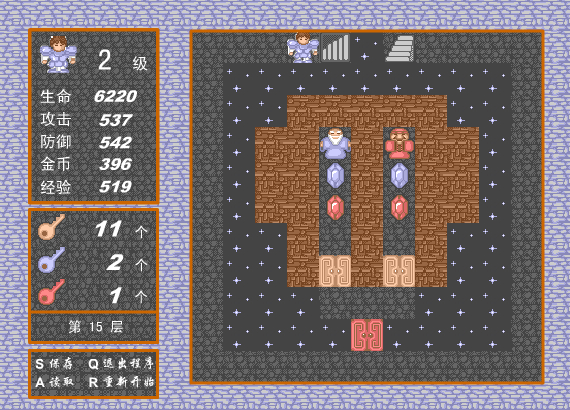 2 级
生命 6220
攻击 537
防御 542
金币 396
经验 519
11 个
2 个
1 个
第 15 层
S 保存 Q 退出程序
A 读取 R 重新开始